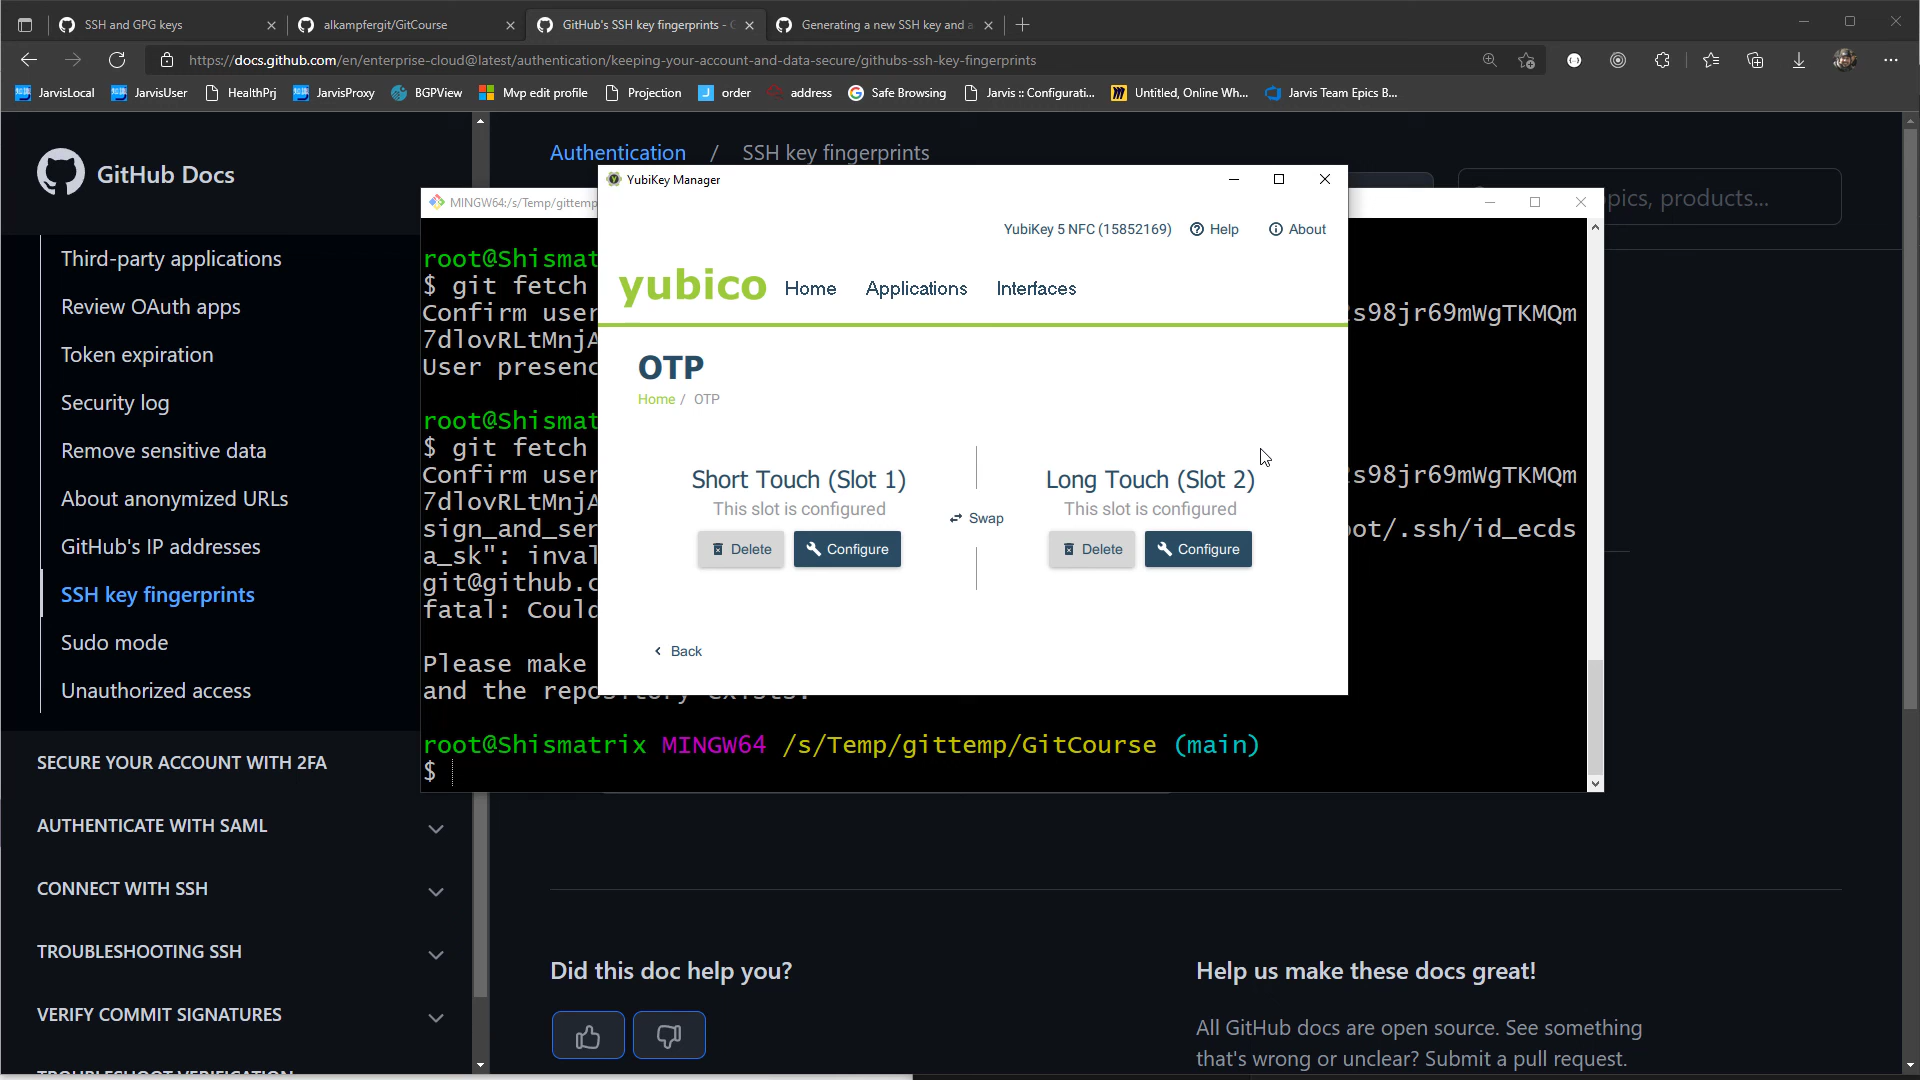 SSH and GPG keys
alkampfergit/GitCourse
GitHub's SSH key fingerprints -
Generating a new SSH key and a
https://docs.github.com/en/enterprise-cloud@latest/authentication/keeping-your-account-and-data-secure/githubs-ssh-key-fingerprints
JarvisLocal
JarvisUser
HealthPrj
JarvisProxy
BGPView
Mvp edit profile
Projection
order
address
Safe Browsing
Jarvis :: Configurati...
Untitled, Online Wh...
Jarvis Team Epics B...
GitHub Docs
Authentication / SSH key fingerprints
pics, products...
Third-party applications
Review OAuth apps
Token expiration
Security log
Remove sensitive data
About anonymized URLs
GitHub's IP addresses
SSH key fingerprints
Sudo mode
Unauthorized access
SECURE YOUR ACCOUNT WITH 2FA
AUTHENTICATE WITH SAML
CONNECT WITH SSH
TROUBLESHOOTING SSH
VERIFY COMMIT SIGNATURES
MINGW64:/s/Temp/gittemp
root@Shismat
$ git fetch
Confirm user s98jr69mWgTKMQm
7dlovRLtMnjA
User presenc
root@Shismat
$ git fetch
Confirm user s98jr69mWgTKMQm
7dlovRLtMnjA
sign_and_ser oot/.ssh/id_ecds
a_sk": inval
git@github.c
fatal: Could
Please make
and the repository exists.
root@Shismatrix MINGW64 /s/Temp/gittemp/GitCourse (main)
$
YubiKey Manager
YubiKey 5 NFC (15852169) Help About
yubico Home Applications Interfaces
OTP
Home / OTP
Short Touch (Slot 1)
This slot is configured
Delete Configure
Swap
Long Touch (Slot 2)
This slot is configured
Delete Configure
Back
Did this doc help you?
Help us make these docs great!
All GitHub docs are open source. See something
that's wrong or unclear? Submit a pull request.